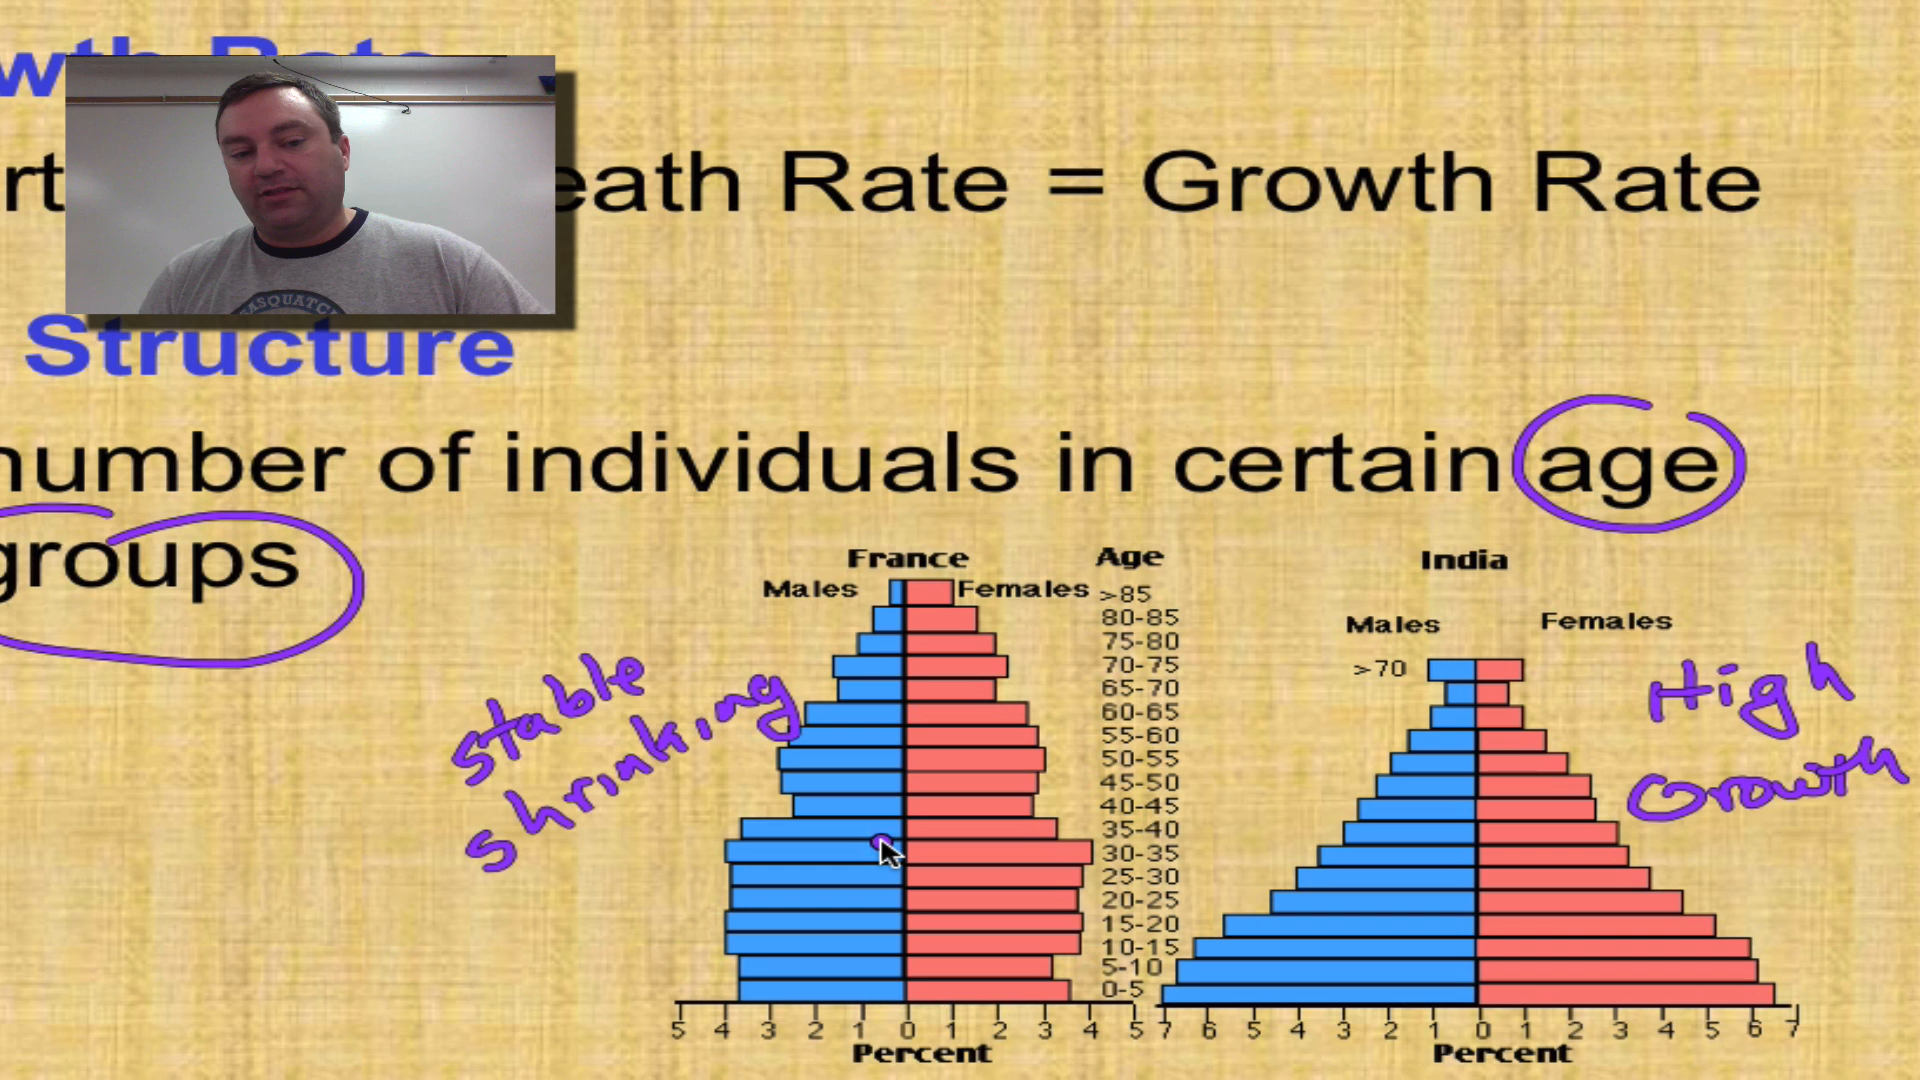 wth Rate
rt eath Rate = Growth Rate
Structure
number of individuals in certain age
groups
France
Males
Females
Age
>85
80-85
75-80
70-75
65-70
60-65
55-60
50-55
45-50
40-45
35-40
30-35
25-30
20-25
15-20
10-15
5-10
0-5
5 4 3 2 1 0 1 2 3 4 5
Percent
India
Males
Females
>70
7 6 5 4 3 2 1 0 1 2 3 4 5 6 7
Percent
stable
shrinking
High
Growth